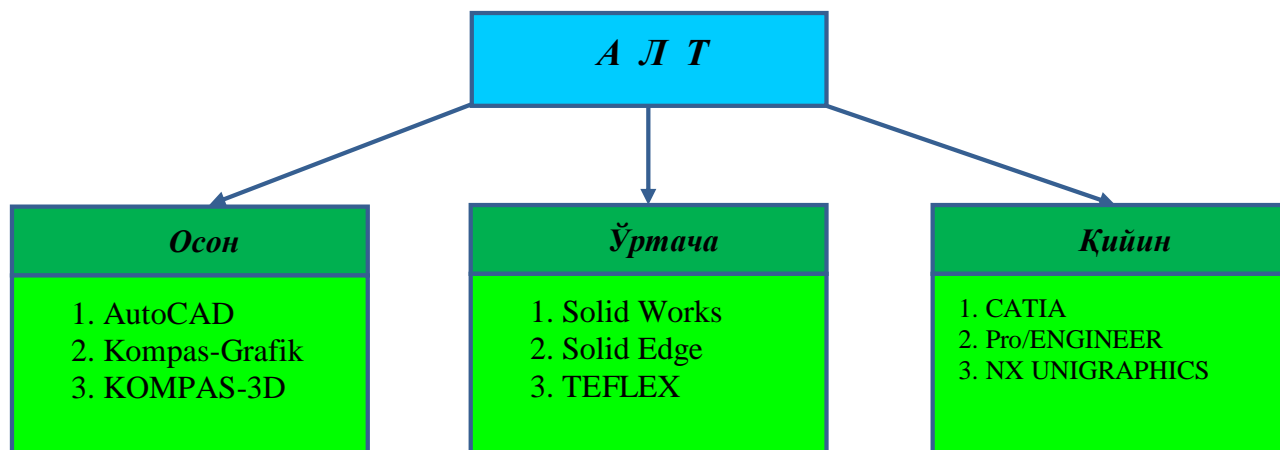 А Л Т
Осон
1. AutoCAD
2. Kompas-Grafik
3. KOMPAS-3D
Ўртача
1. Solid Works
2. Solid Edge
3. TEFLEX
Қийин
1. CATIA
2. Pro/ENGINEER
3. NX UNIGRAPHICS